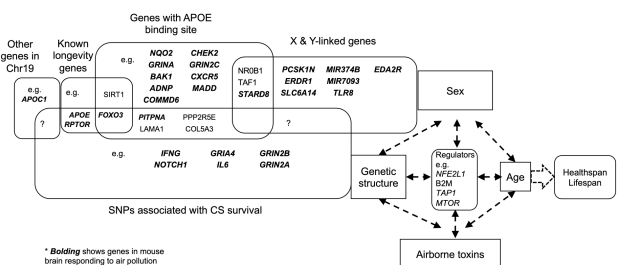 Genes with APOE
binding site
Other
genes in
Chr19
Known
longevity
genes
X & Y-linked genes
e.g.
APOC1
?
e.g.
SIRT1
APOE
RPTOR
FOXO3
e.g.
NQO2 CHEK2
GRINA GRIN2C
BAK1 CXCR5
ADNP MADD
COMMD6
PITPNA PPP2R5E
LAMA1 COL5A3
NR0B1
TAF1
STARD8
PCSK1N MIR374B EDA2R
ERDR1 MIR7093
SLC6A14 TLR8
?
e.g.
IFNG GRIA4 GRIN2B
NOTCH1 IL6 GRIN2A
SNPs associated with CS survival
Sex
Genetic
structure
Regulators
e.g.
NFE2L1
B2M
TAP1
MTOR
Age
Healthspan
Lifespan
Airborne toxins
* Bolding shows genes in mouse
brain responding to air pollution